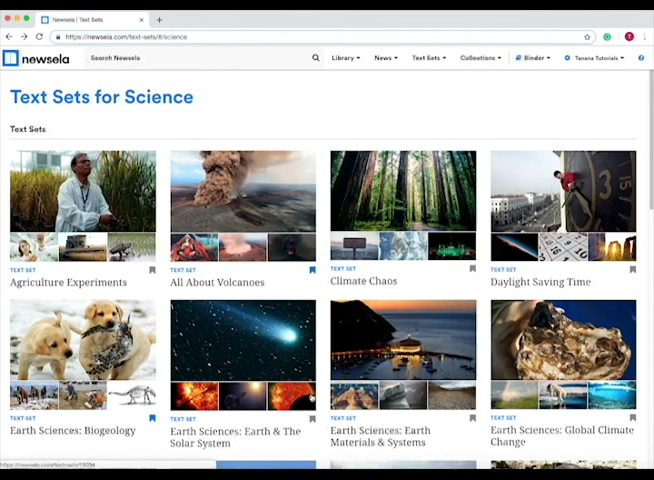 Newsela | Text Sets
https://newsela.com/text-sets/#/science
T
newsela
Search Newsela
Library
News
Text Sets
Collections
Binder
Tanana Tutorials
?
Text Sets for Science
Text Sets
TEXT SET
Agriculture Experiments
TEXT SET
All About Volcanoes
TEXT SET
Climate Chaos
TEXT SET
Daylight Saving Time
TEXT SET
Earth Sciences: Biogeology
TEXT SET
Earth Sciences: Earth & The
Solar System
TEXT SET
Earth Sciences: Earth
Materials & Systems
TEXT SET
Earth Sciences: Global Climate
Change